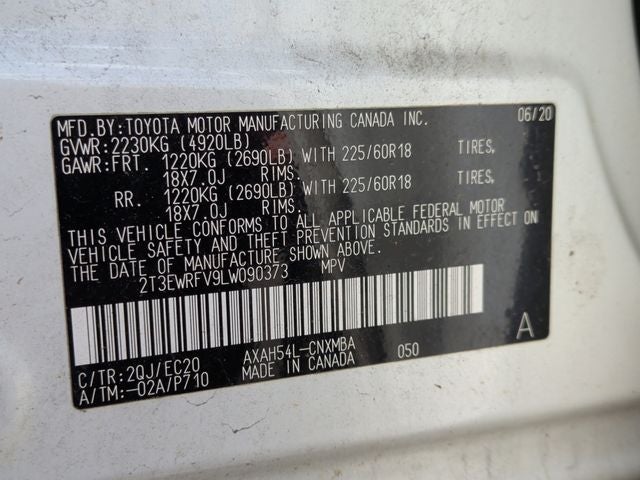 MFD.BY:TOYOTA MOTOR MANUFACTURING CANADA INC. 06/20
GVWR:2230KG (4920LB)
GAWR:FRT. 1220KG (2690LB) WITH 225/60R18 TIRES,
18X7.0J RIMS.
RR. 1220KG (2690LB) WITH 225/60R18 TIRES,
18X7.0J RIMS.
THIS VEHICLE CONFORMS TO ALL APPLICABLE FEDERAL MOTOR
VEHICLE SAFETY AND THEFT PREVENTION STANDARDS IN EFFECT ON
THE DATE OF MANUFACTURE SHOWN ABOVE.
2T3EWRFV9LW090373 MPV
A
C/TR:2QJ/EC20 AXAH54L-CNXMBA 050
A/TM:-02A/P710 MADE IN CANADA